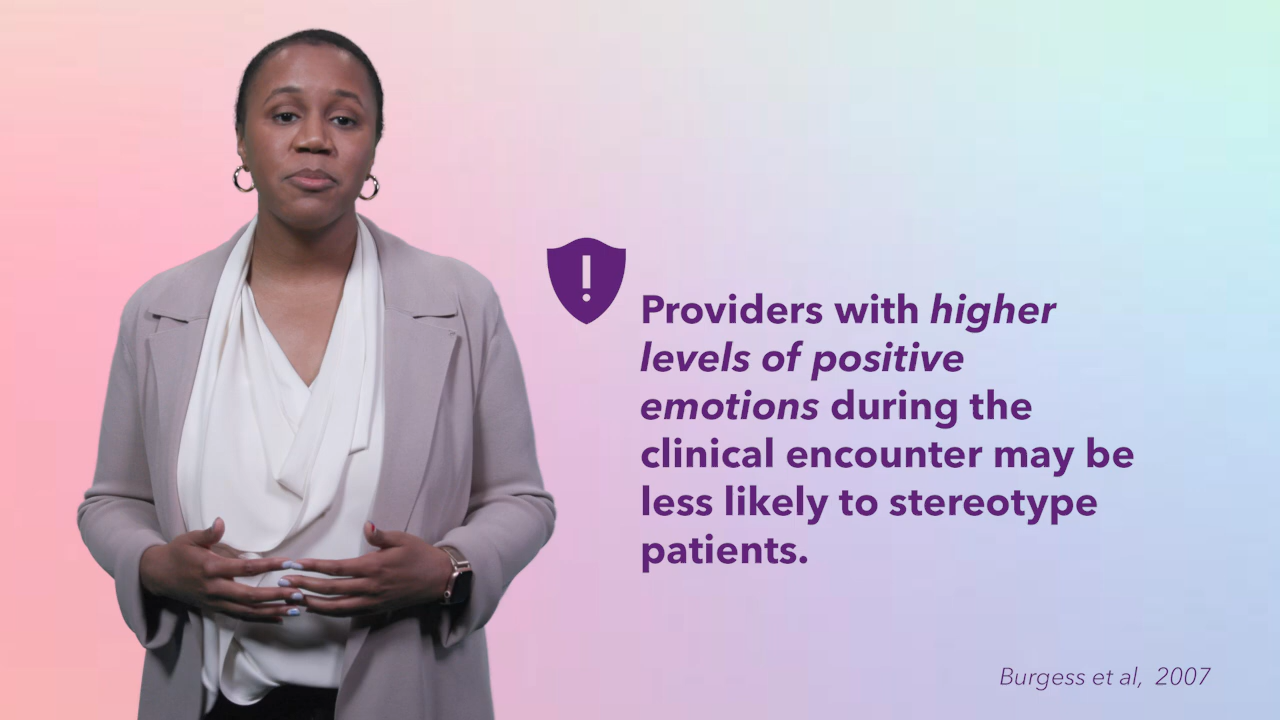 !
Providers with higher
levels of positive
emotions during the
clinical encounter may be
less likely to stereotype
patients.
Burgess et al, 2007